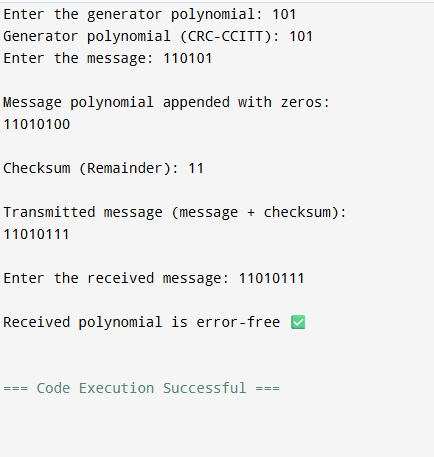 Enter the generator polynomial: 101
Generator polynomial (CRC-CCITT): 101
Enter the message: 110101
Message polynomial appended with zeros:
11010100
Checksum (Remainder): 11
Transmitted message (message + checksum):
11010111
Enter the received message: 11010111
Received polynomial is error-free ✅
=== Code Execution Successful ===